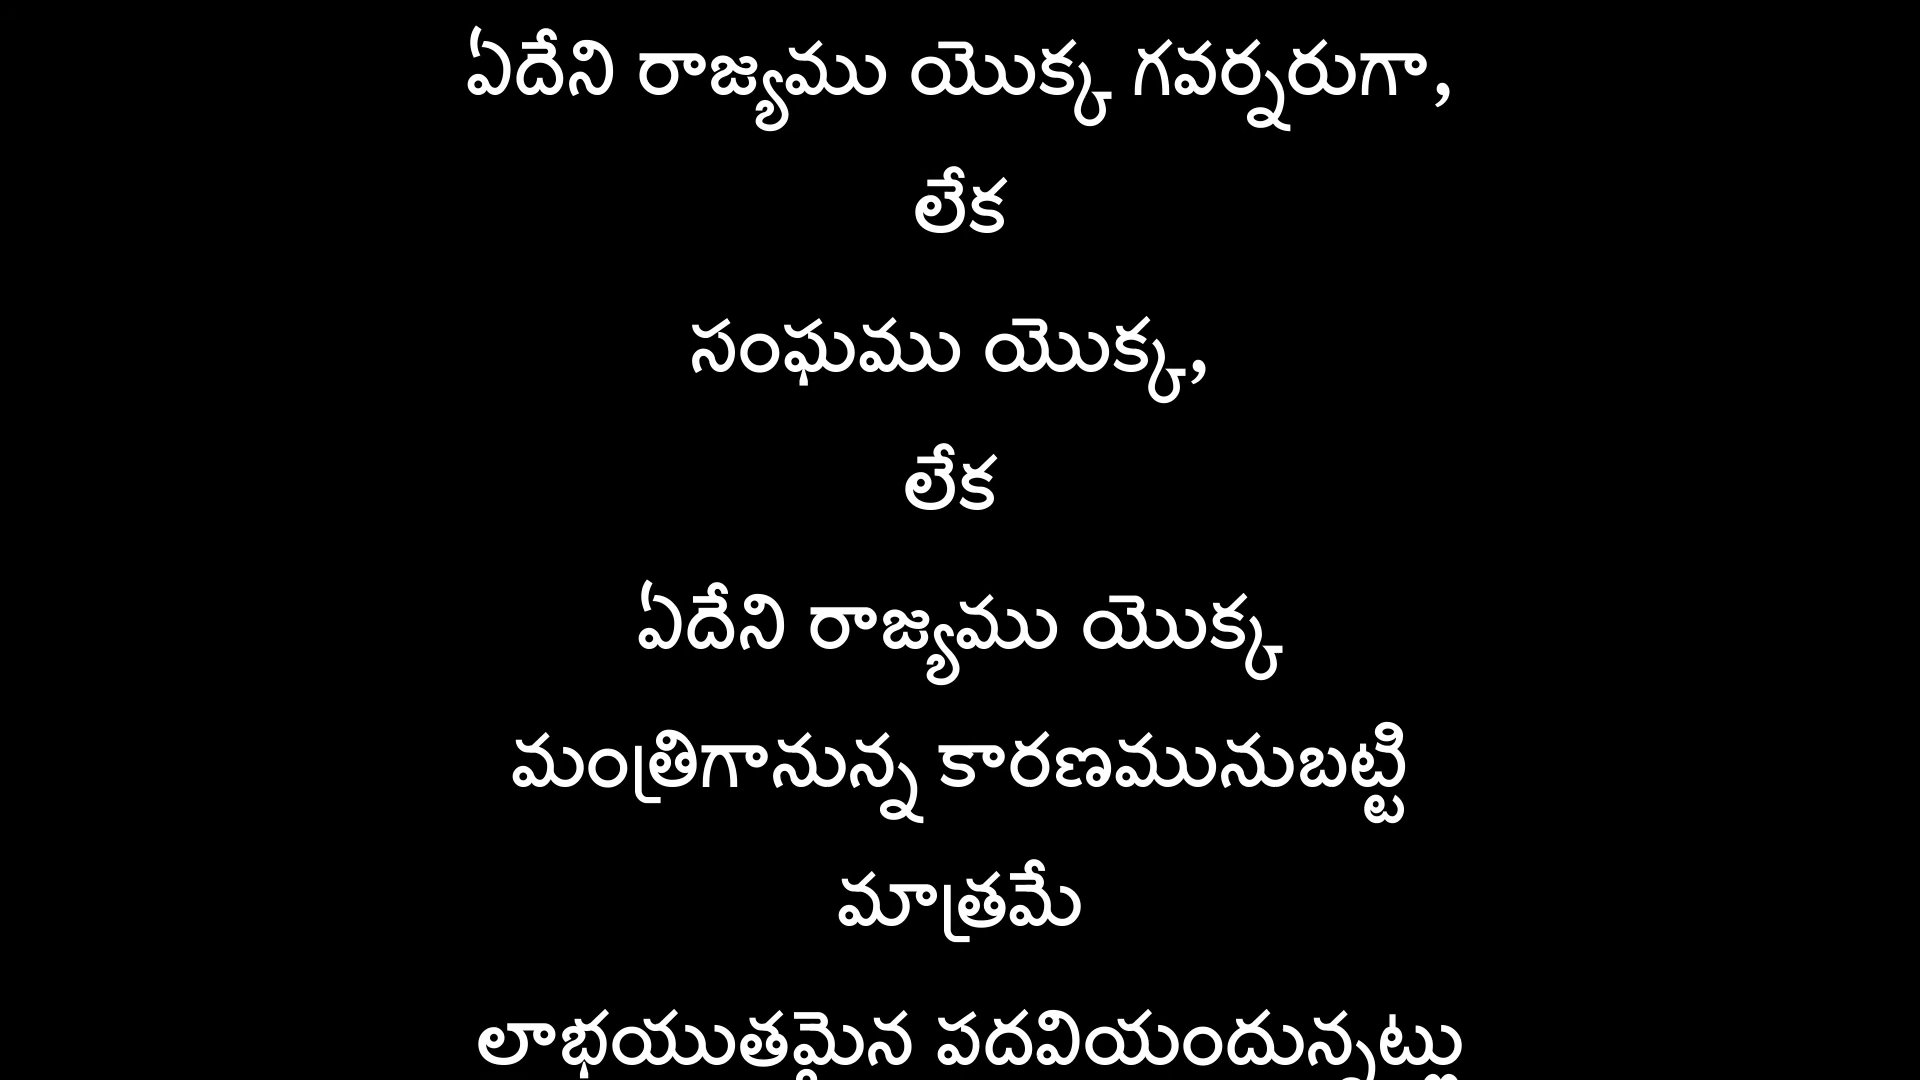 ఏదేని రాజ్యము యొక్క గవర్నరుగా,
లేక
సంఘము యొక్క,
లేక
ఏదేని రాజ్యము యొక్క
మంత్రిగానున్న కారణమునుబట్టి
మాత్రమే
లాభయుతమైన పదవియందున్నట్లు